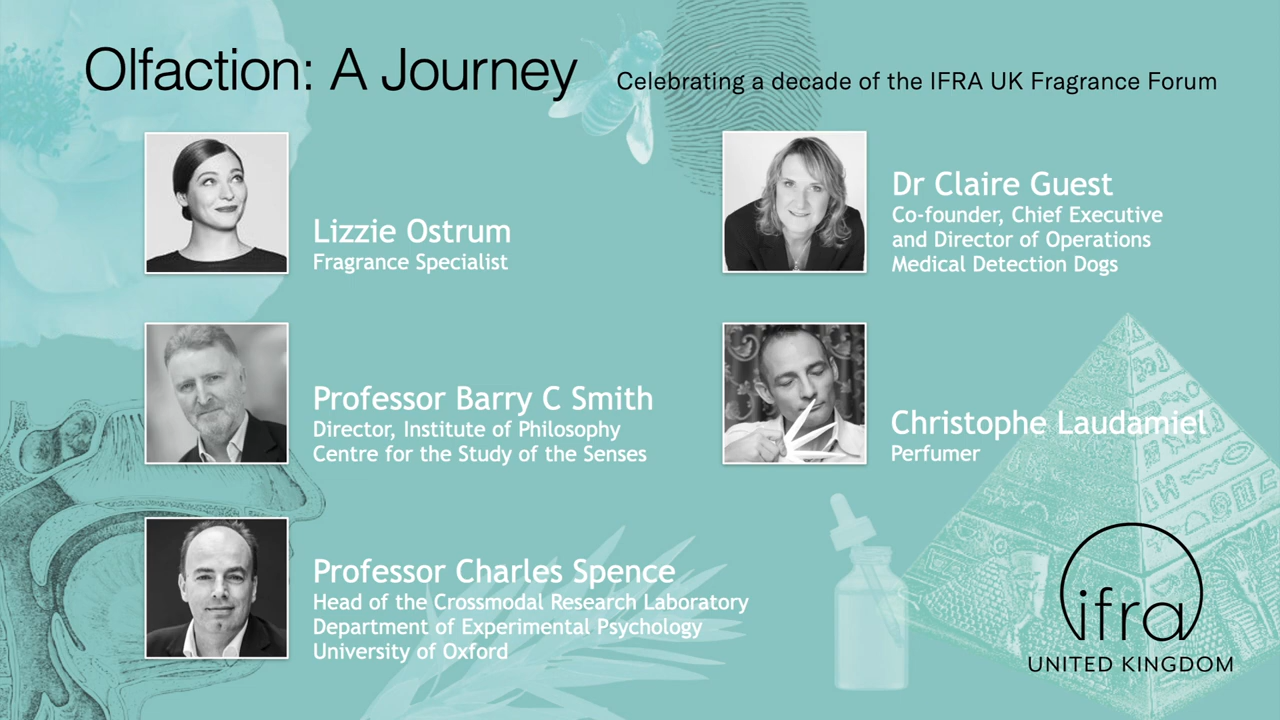 Olfaction: A Journey
Celebrating a decade of the IFRA UK Fragrance Forum
Lizzie Ostrum
Fragrance Specialist
Dr Claire Guest
Co-founder, Chief Executive
and Director of Operations
Medical Detection Dogs
Professor Barry C Smith
Director, Institute of Philosophy
Centre for the Study of the Senses
Christophe Laudamiel
Perfumer
Professor Charles Spence
Head of the Crossmodal Research Laboratory
Department of Experimental Psychology
University of Oxford
ifra
UNITED KINGDOM